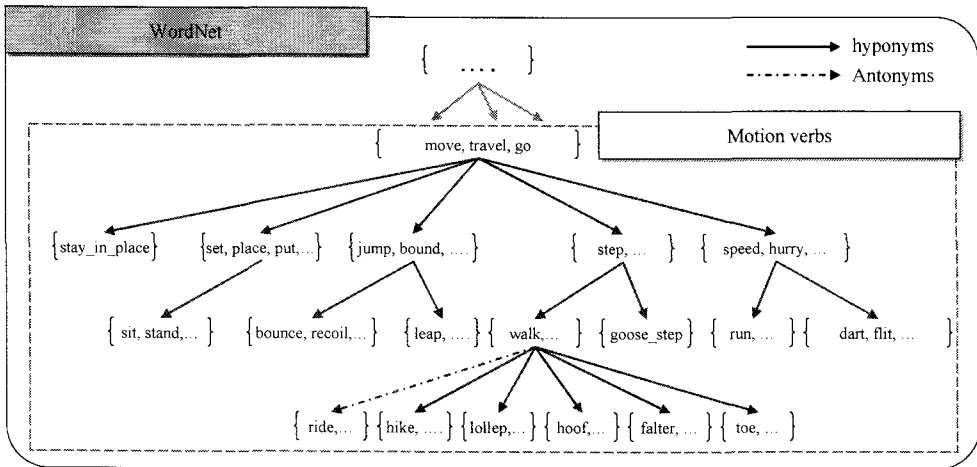 WordNet
hyponyms
Antonyms
{ .... }
Motion verbs
{ move, travel, go }
{stay_in_place} {set, place, put,...} {jump, bound, ....} { step, ... } { speed, hurry, ... }
{ sit, stand,... } {bounce, recoil,...} {leap, ....} { walk,... } {goose_step} { run, ... } { dart, flit, ... }
{ ride,... } {hike, ....} {lollep,...} { hoof,... } { falter, ... } { toe, ... }